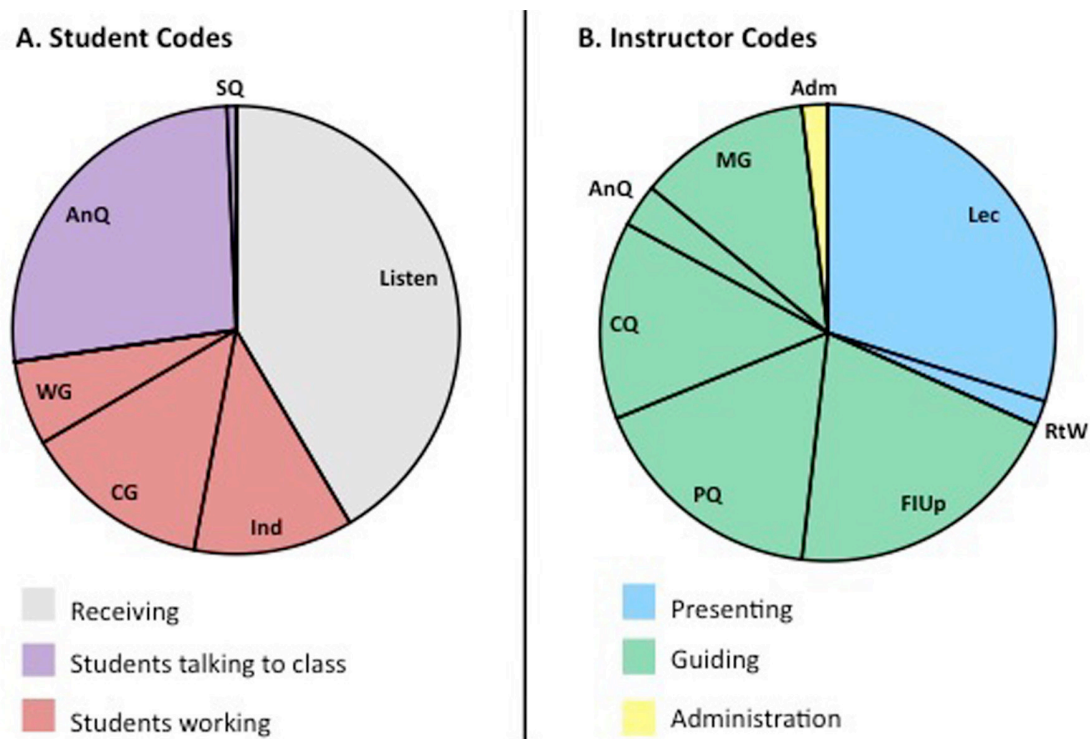 A. Student Codes
SQ
AnQ
Listen
WG
CG
Ind
Receiving
Students talking to class
Students working
B. Instructor Codes
Adm
MG
AnQ
Lec
CQ
RtW
PQ
FlUp
Presenting
Guiding
Administration